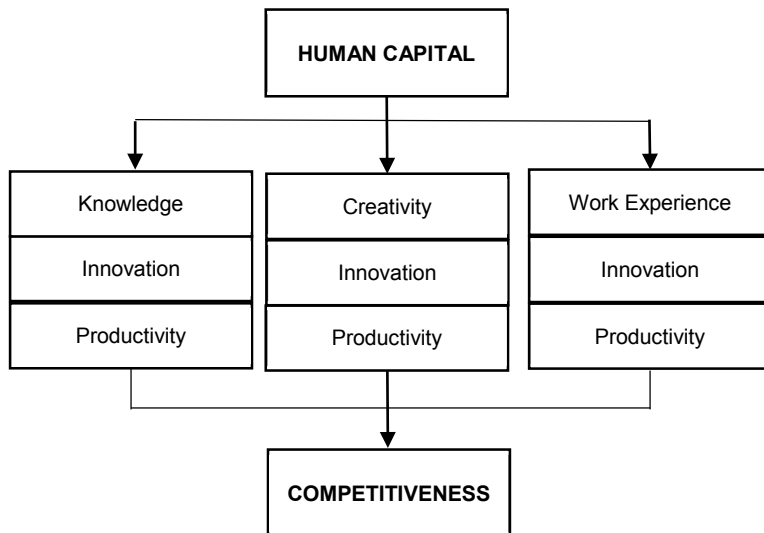 HUMAN CAPITAL
Knowledge
Innovation
Productivity
Creativity
Innovation
Productivity
Work Experience
Innovation
Productivity
COMPETITIVENESS